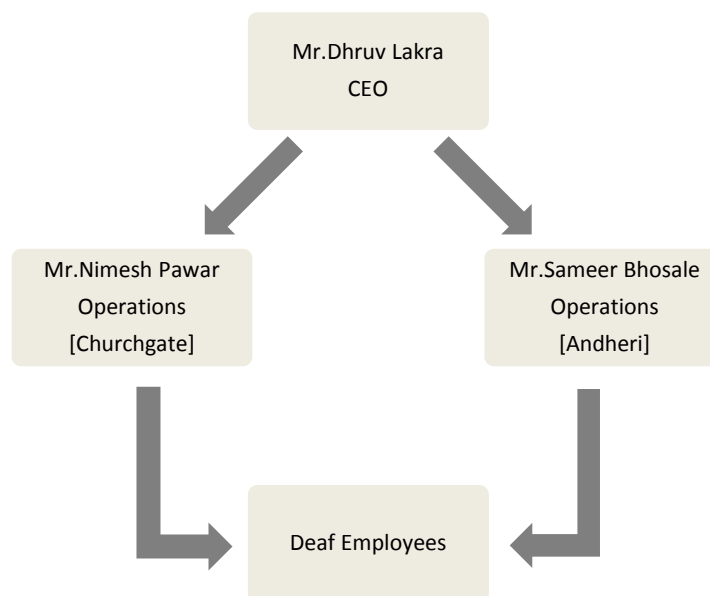 Mr.Dhruv Lakra
CEO
Mr.Nimesh Pawar
Operations
[Churchgate]
Mr.Sameer Bhosale
Operations
[Andheri]
Deaf Employees